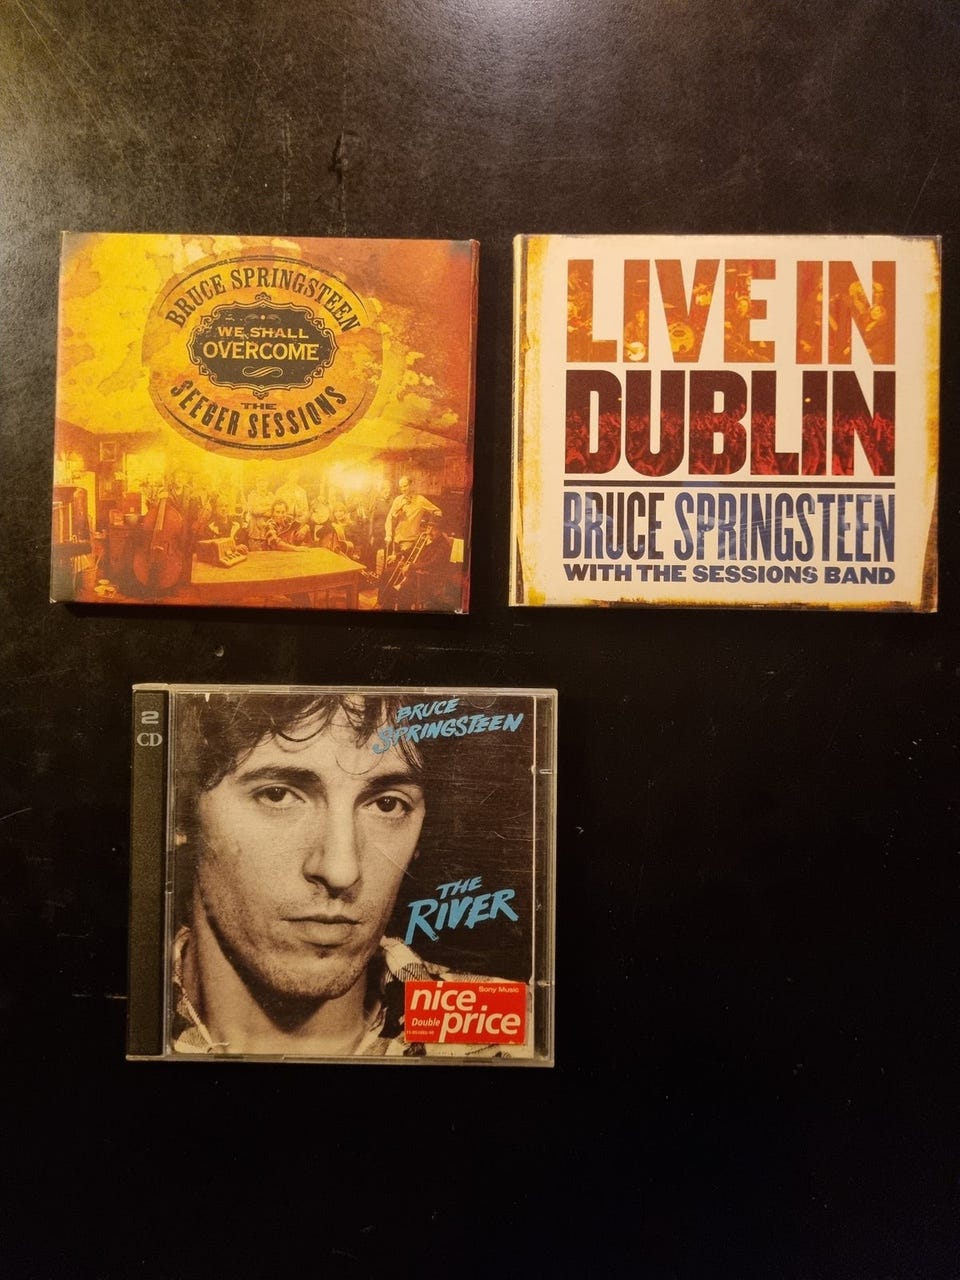 BRUCE SPRINGSTEEN
WE SHALL
OVERCOME
THE
SEEGER SESSIONS
LIVE IN
DUBLIN
BRUCE SPRINGSTEEN
WITH THE SESSIONS BAND
2
CD
BRUCE
SPRINGSTEEN
THE
RIVER
Sony Music
nice
Double price